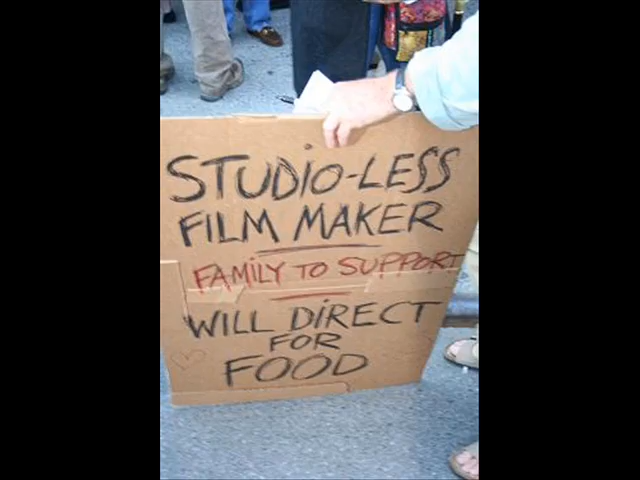 STUDIO-LESS
FILM MAKER
FAMILY TO SUPPORT
WILL DIRECT
FOR
FOOD